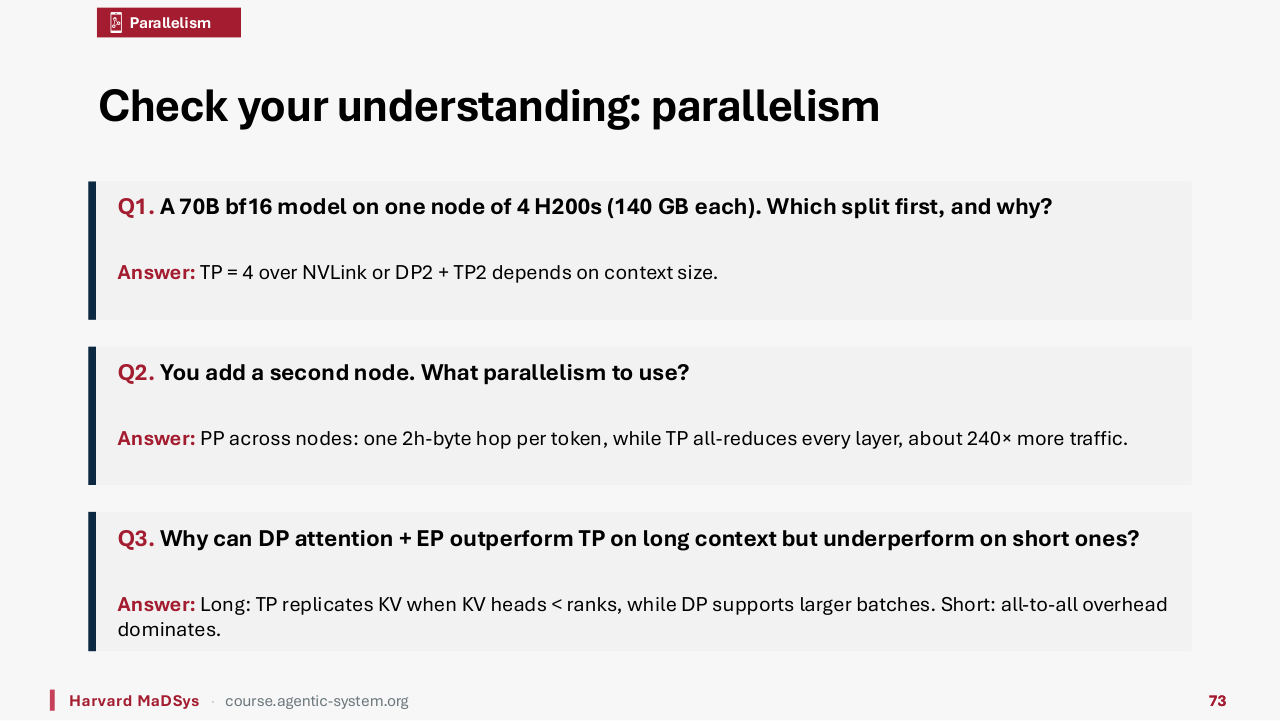 Parallelism
Check your understanding: parallelism
Q1. A 70B bf16 model on one node of 4 H200s (140 GB each). Which split first, and why?
Answer: TP = 4 over NVLink or DP2 + TP2 depends on context size.
Q2. You add a second node. What parallelism to use?
Answer: PP across nodes: one 2h-byte hop per token, while TP all-reduces every layer, about 240× more traffic.
Q3. Why can DP attention + EP outperform TP on long context but underperform on short ones?
Answer: Long: TP replicates KV when KV heads < ranks, while DP supports larger batches. Short: all-to-all overhead
dominates.
Harvard MaDSys · course.agentic-system.org
73